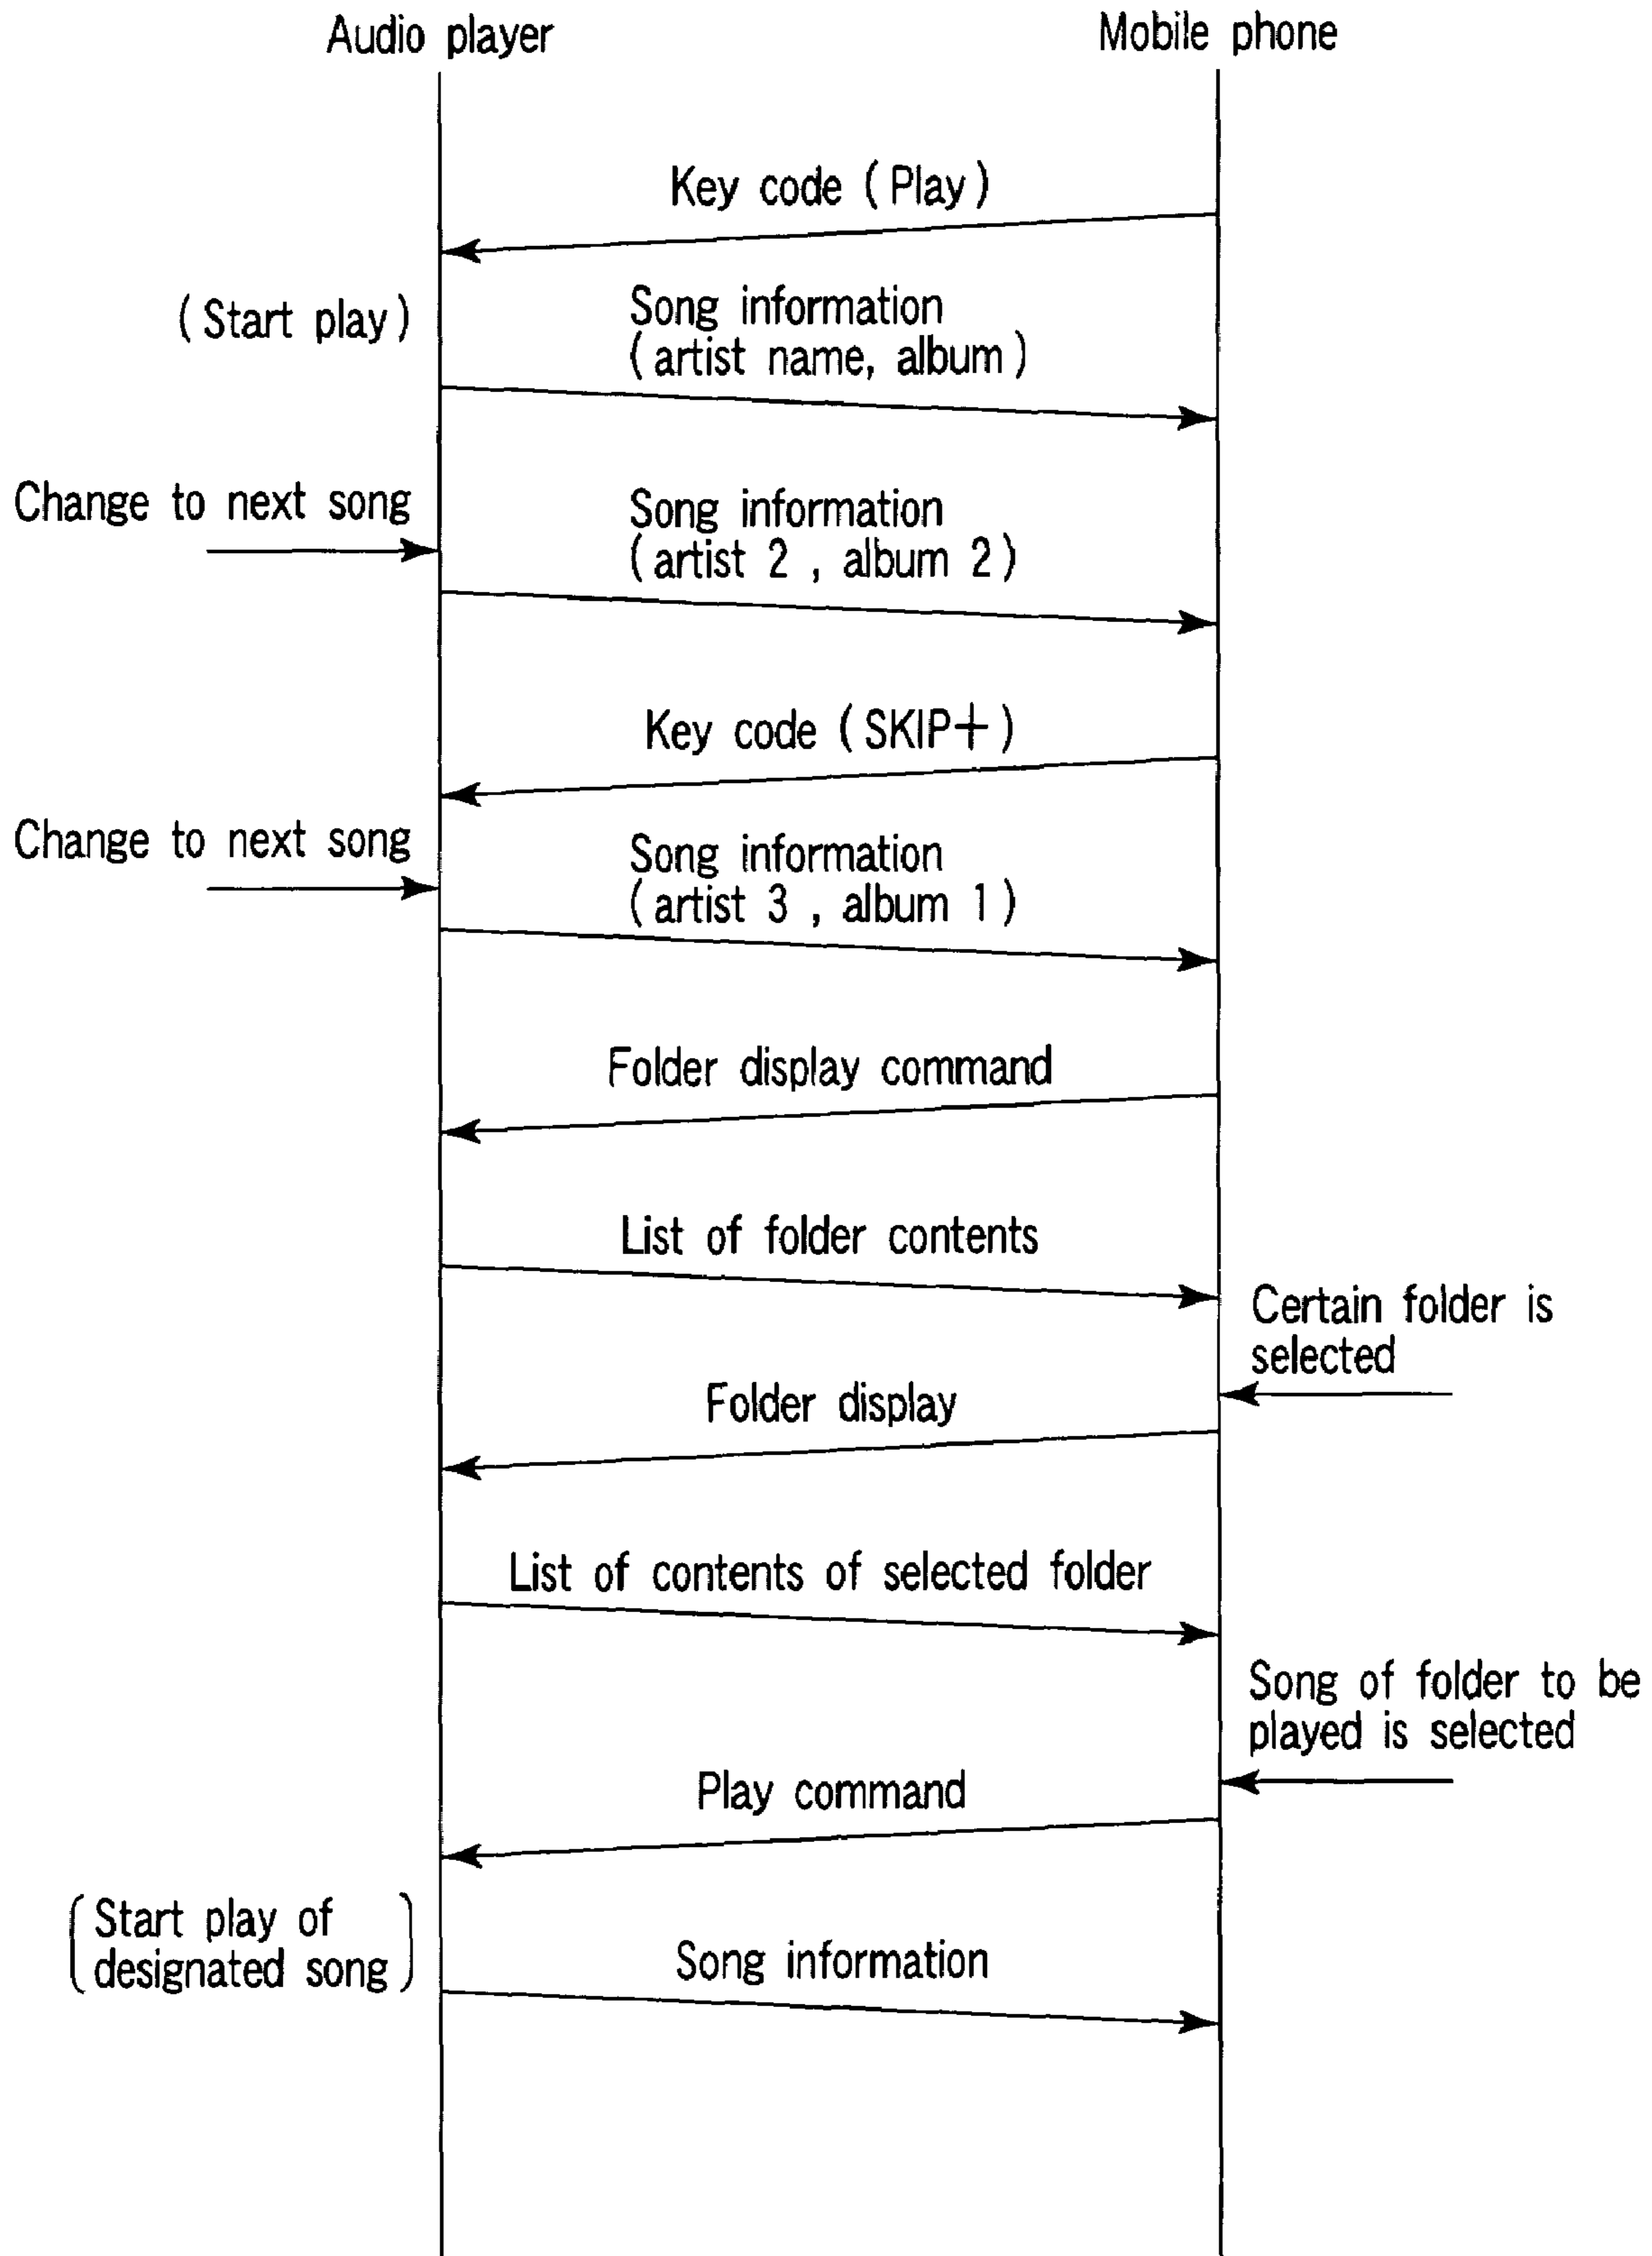 Audio player
Mobile phone
Key code (Play)
(Start play)
Song information
(artist name, album)
Change to next song
Song information
(artist 2 , album 2)
Key code (SKIP+)
Change to next song
Song information
(artist 3 , album 1)
Folder display command
List of folder contents
Certain folder is
selected
Folder display
List of contents of selected folder
Song of folder to be
played is selected
Play command
(Start play of
designated song)
Song information